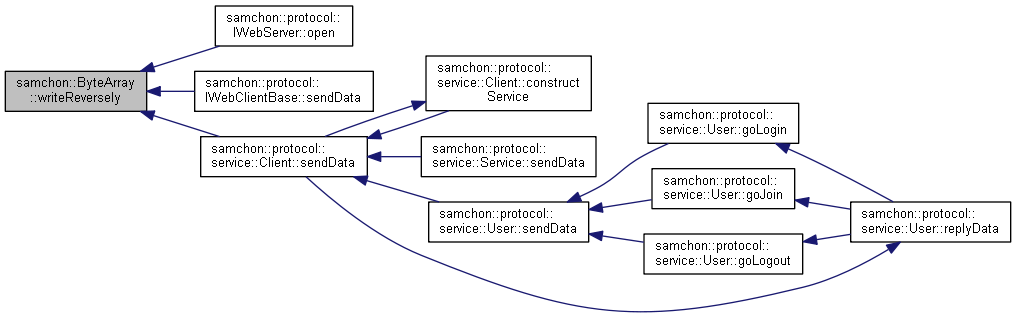 samchon::protocol::
IWebServer::open
samchon::ByteArray
::writeReversely
samchon::protocol::
IWebClientBase::sendData
samchon::protocol::
service::Client::construct
Service
samchon::protocol::
service::Client::sendData
samchon::protocol::
service::Service::sendData
samchon::protocol::
service::User::sendData
samchon::protocol::
service::User::goLogin
samchon::protocol::
service::User::goJoin
samchon::protocol::
service::User::goLogout
samchon::protocol::
service::User::replyData